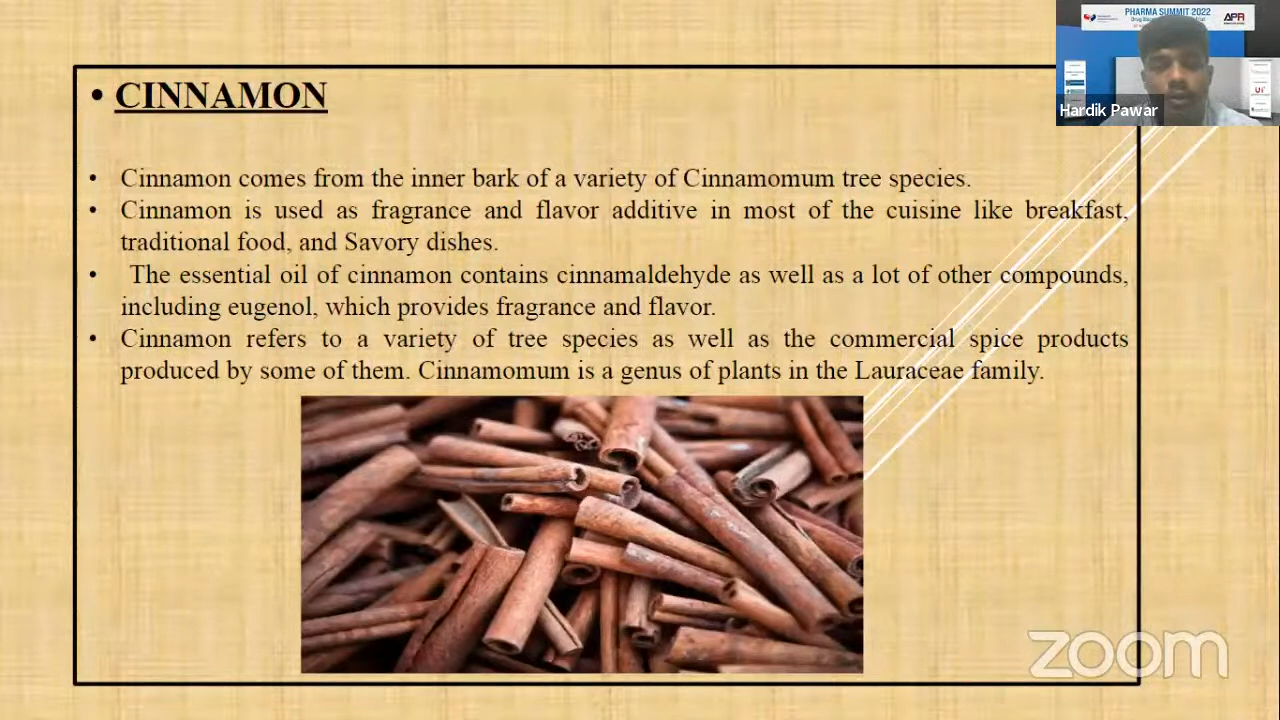 PHARMA SUMMIT 2022
APR
Hardik Pawar
• CINNAMON
• Cinnamon comes from the inner bark of a variety of Cinnamomum tree species.
• Cinnamon is used as fragrance and flavor additive in most of the cuisine like breakfast,
traditional food, and Savory dishes.
• The essential oil of cinnamon contains cinnamaldehyde as well as a lot of other compounds,
including eugenol, which provides fragrance and flavor.
• Cinnamon refers to a variety of tree species as well as the commercial spice products
produced by some of them. Cinnamomum is a genus of plants in the Lauraceae family.
zoom